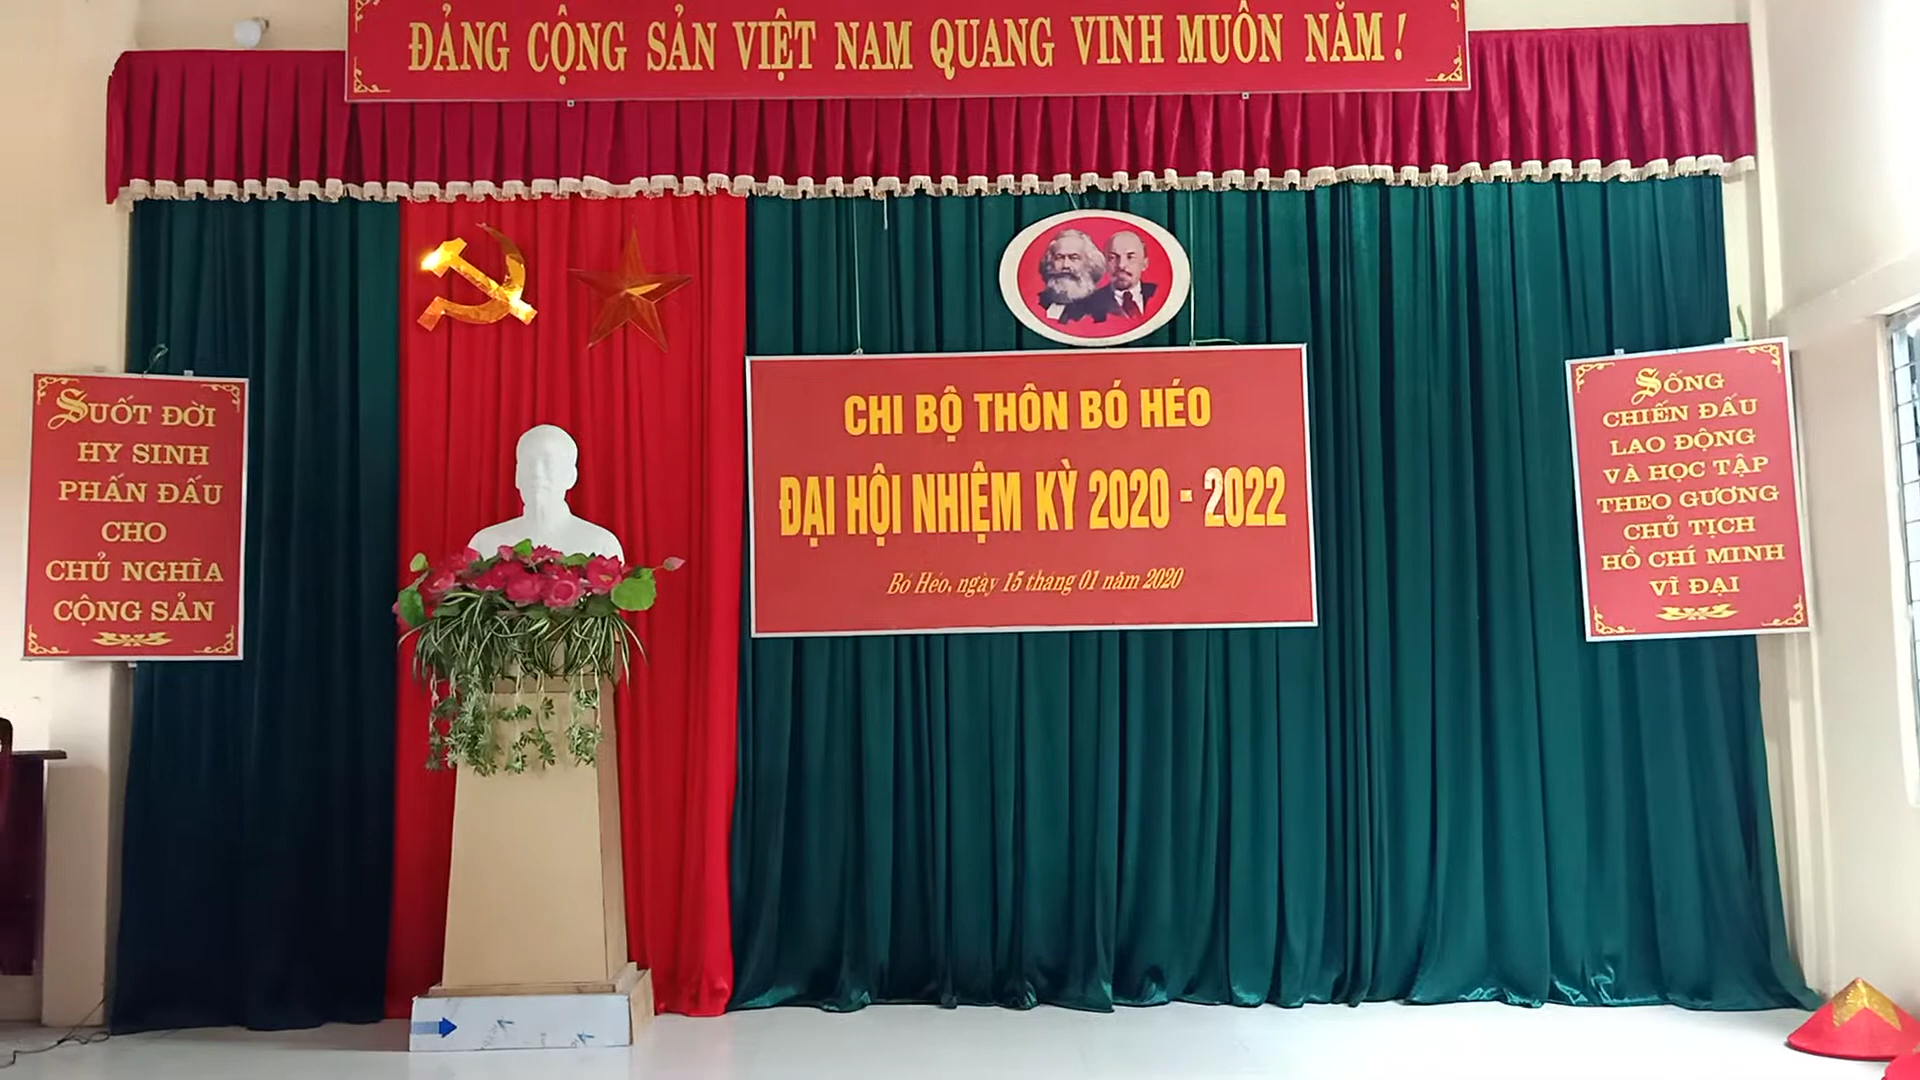 ĐẢNG CỘNG SẢN VIỆT NAM QUANG VINH MUÔN NĂM !
SUỐT ĐỜI
HY SINH
PHẤN ĐẤU
CHO
CHỦ NGHĨA
CỘNG SẢN
CHI BỘ THÔN BÓ HÉO
ĐẠI HỘI NHIỆM KỲ 2020 - 2022
Bó Héo, ngày 15 tháng 01 năm 2020
SỐNG
CHIẾN ĐẤU
LAO ĐỘNG
VÀ HỌC TẬP
THEO GƯƠNG
CHỦ TỊCH
HỒ CHÍ MINH
VĨ ĐẠI